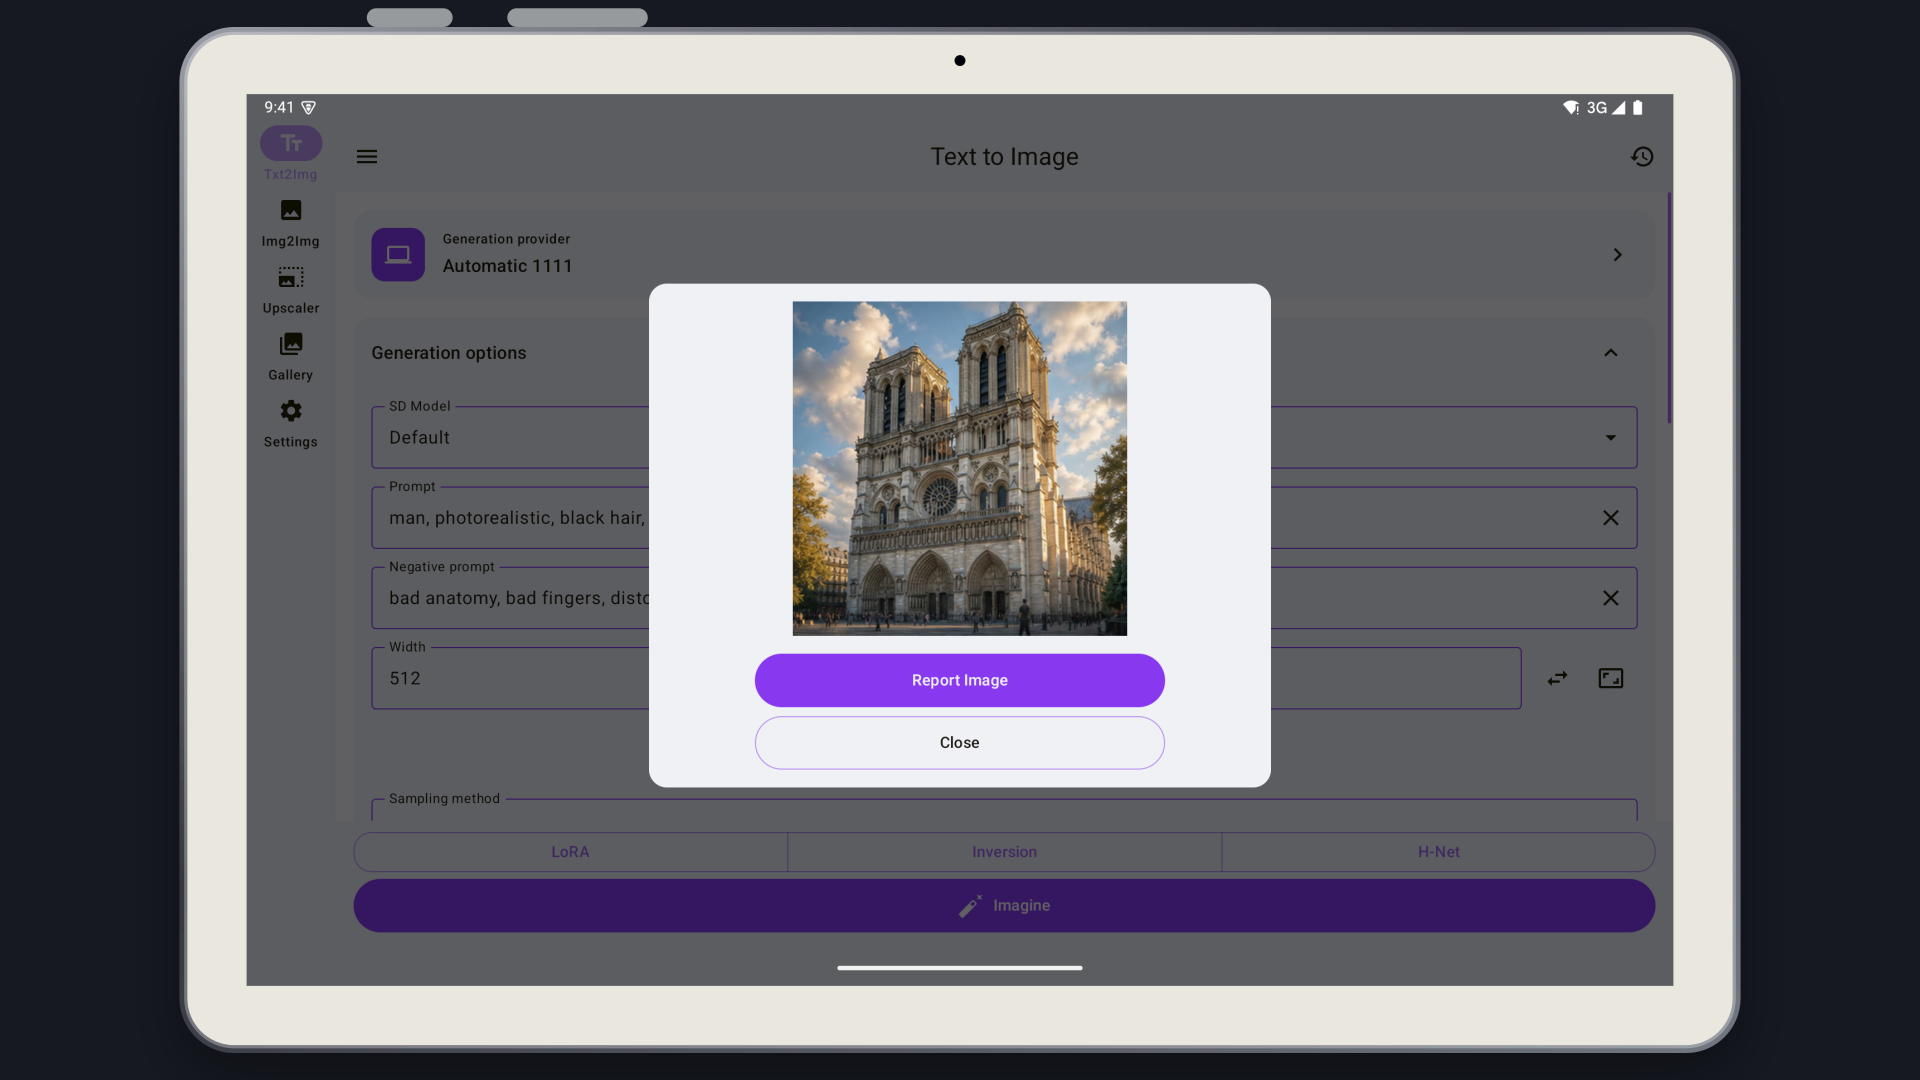 9:41
3G
Txt2Img
Img2Img
Upscaler
Gallery
Settings
Text to Image
Generation provider
Automatic 1111
Generation options
SD Model
Default
Prompt
man, photorealistic, black hair,
Negative prompt
bad anatomy, bad fingers,
Width
512
Sampling method
Report Image
Close
LoRA
Inversion
H-Net
Imagine